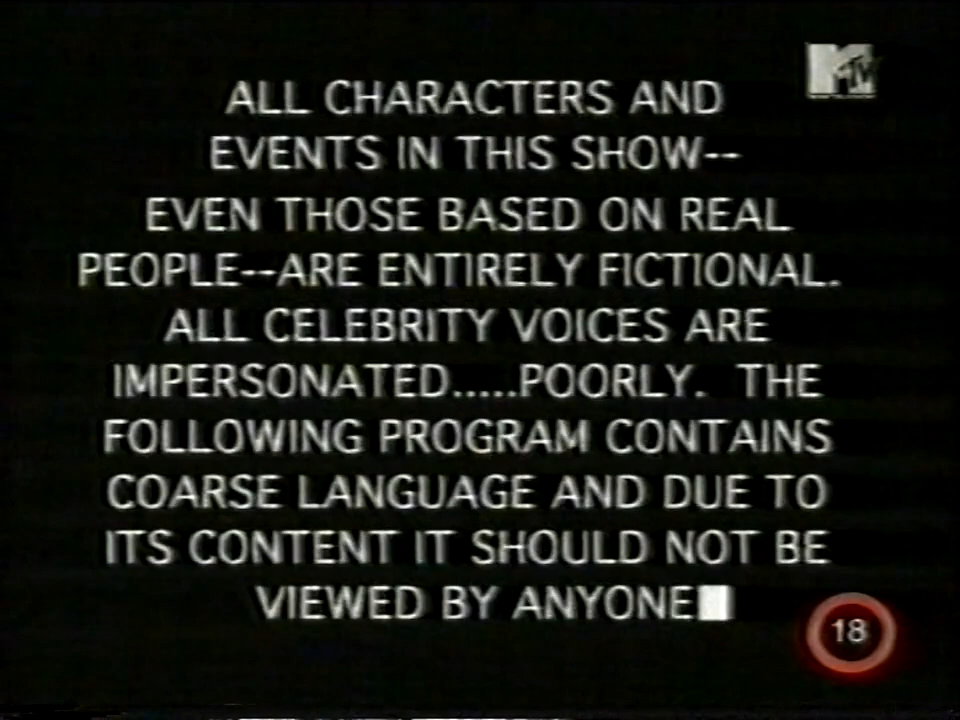 MTV
ALL CHARACTERS AND
EVENTS IN THIS SHOW--
EVEN THOSE BASED ON REAL
PEOPLE--ARE ENTIRELY FICTIONAL.
ALL CELEBRITY VOICES ARE
IMPERSONATED.....POORLY. THE
FOLLOWING PROGRAM CONTAINS
COARSE LANGUAGE AND DUE TO
ITS CONTENT IT SHOULD NOT BE
VIEWED BY ANYONE
18